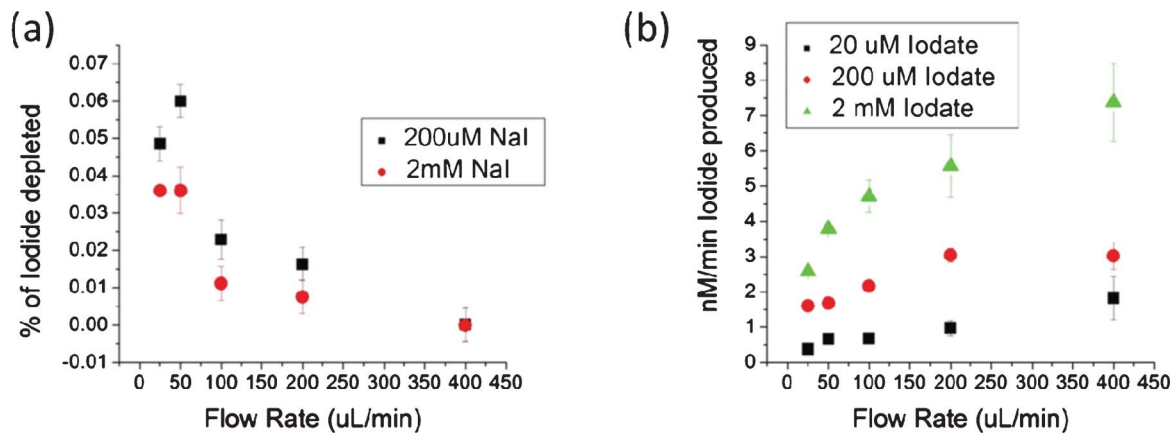 (a)
% of Iodide depleted
0.07
0.06
0.05
0.04
0.03
0.02
0.01
0.00
-0.01
200uM NaI
2mM NaI
0 50 100 150 200 250 300 350 400 450
Flow Rate (uL/min)
(b)
nM/min Iodide produced
9
8
7
6
5
4
3
2
1
0
20 uM Iodate
200 uM Iodate
2 mM Iodate
0 50 100 150 200 250 300 350 400 450
Flow Rate (uL/min)